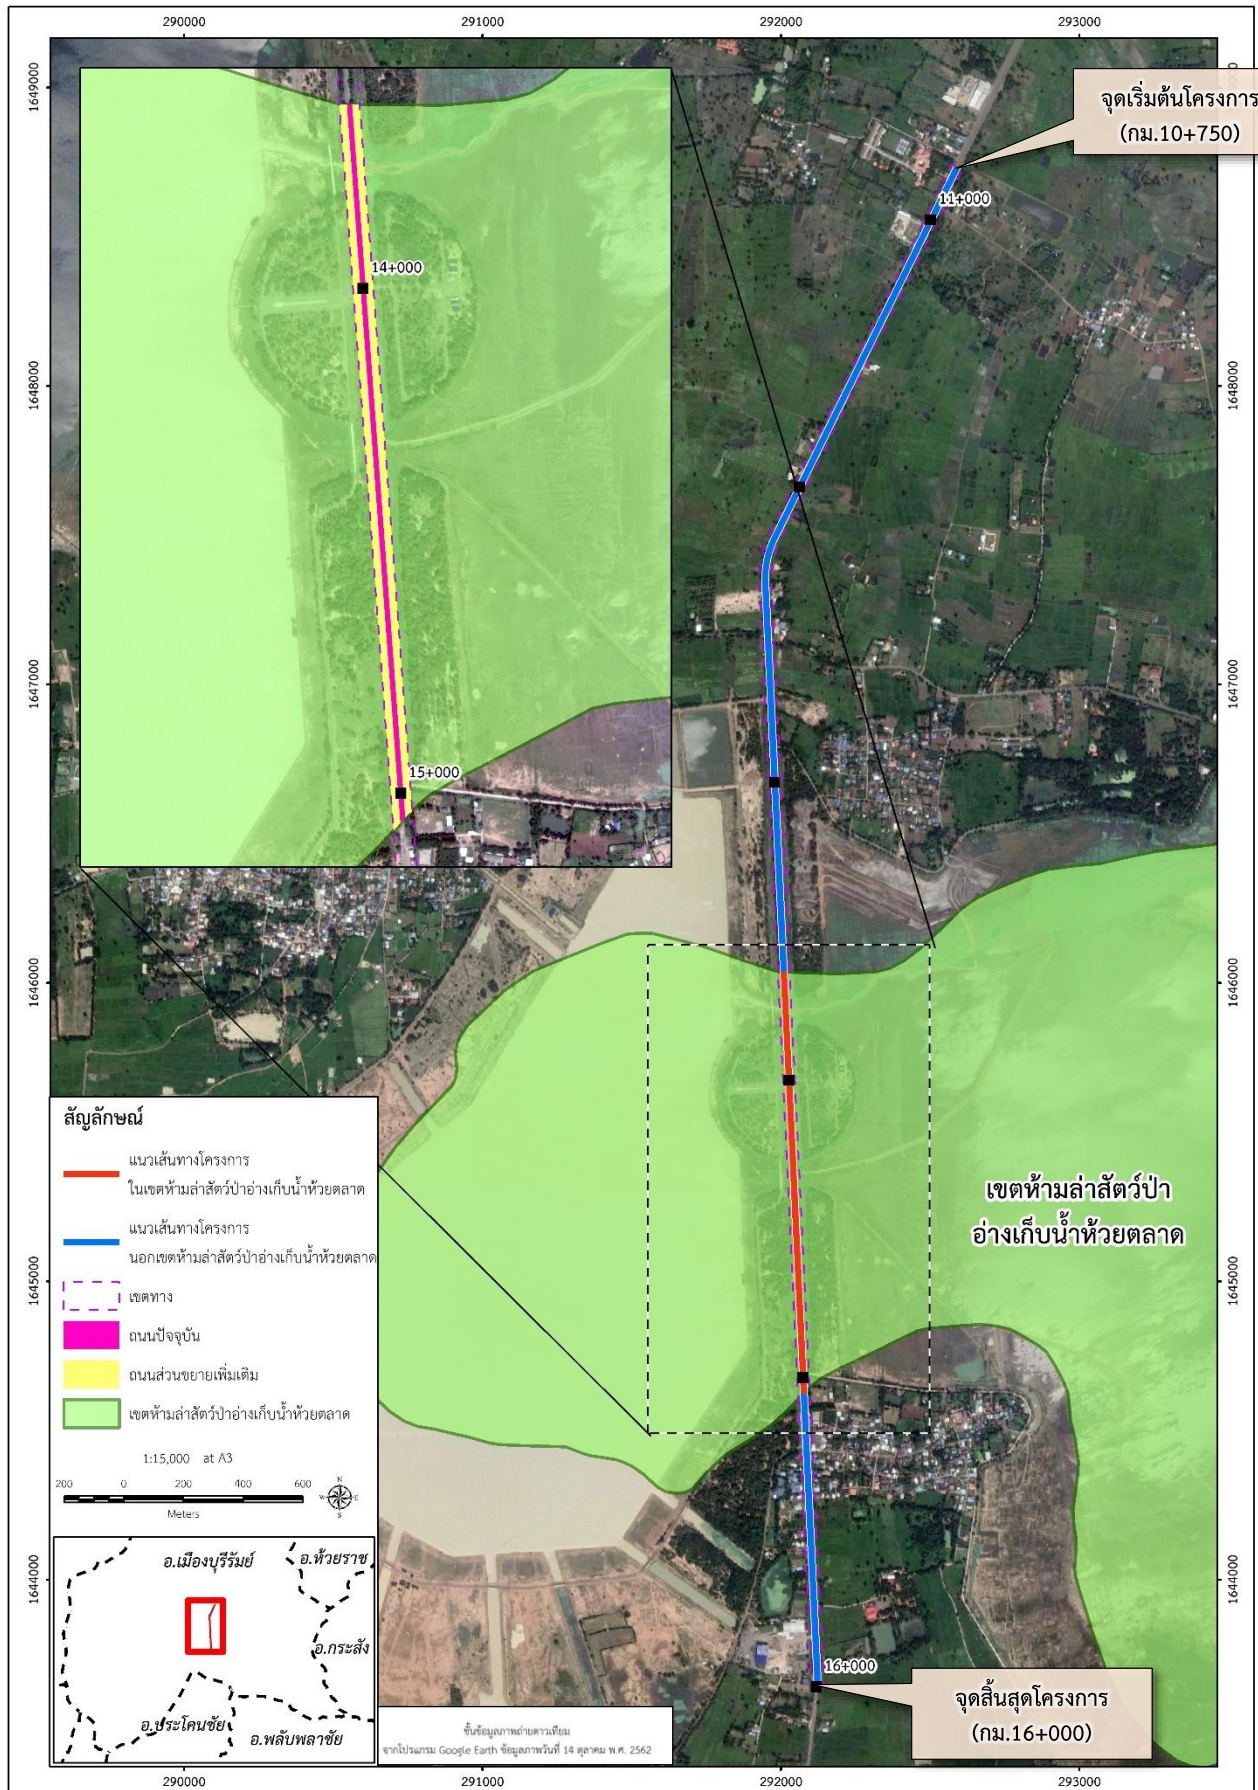 290000
291000
292000
293000
1649000
1648000
1647000
1646000
1645000
1644000
จุดเริ่มต้นโครงการ
(กม.10+750)
11+000
14+000
15+000
1648000
1647000
1646000
1645000
1644000
เขตห้ามล่าสัตว์ป่า
อ่างเก็บน้ำห้วยตลาด
สัญลักษณ์
แนวเส้นทางโครงการ
ในเขตห้ามล่าสัตว์ป่าอ่างเก็บน้ำห้วยตลาด
แนวเส้นทางโครงการ
นอกเขตห้ามล่าสัตว์ป่าอ่างเก็บน้ำห้วยตลาด
เขตทาง
ถนนปัจจุบัน
ถนนส่วนขยายเพิ่มเติม
เขตห้ามล่าสัตว์ป่าอ่างเก็บน้ำห้วยตลาด
1:15,000 at A3
200 0 200 400 600
Meters
N
W E
S
อ.เมืองบุรีรัมย์
อ.ห้วยราช
อ.กระสัง
อ.ประโคนชัย
อ.พลับพลาชัย
16+000
จุดสิ้นสุดโครงการ
(กม.16+000)
ชั้นข้อมูลภาพถ่ายดาวเทียม
จากโปรแกรม Google Earth ข้อมูลภาพวันที่ 14 ตุลาคม พ.ศ. 2562
290000
291000
292000
293000